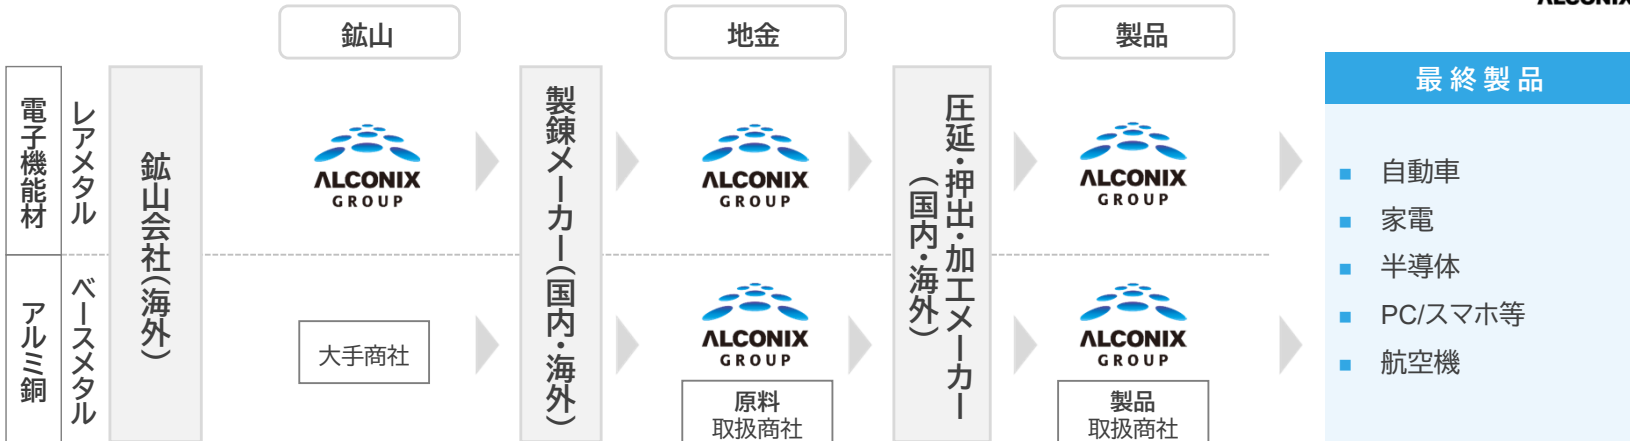 ALCONIX
鉱山
地金
製品
電子機能材
レアメタル
アルミ銅
ベースメタル
鉱山会社(海外)
ALCONIX
GROUP
大手商社
製錬メーカー(国内・海外)
ALCONIX
GROUP
ALCONIX
GROUP
原料
取扱商社
圧延・押出・加工メーカー
(国内・海外)
ALCONIX
GROUP
ALCONIX
GROUP
製品
取扱商社
最終製品
■ 自動車
■ 家電
■ 半導体
■ PC/スマホ等
■ 航空機